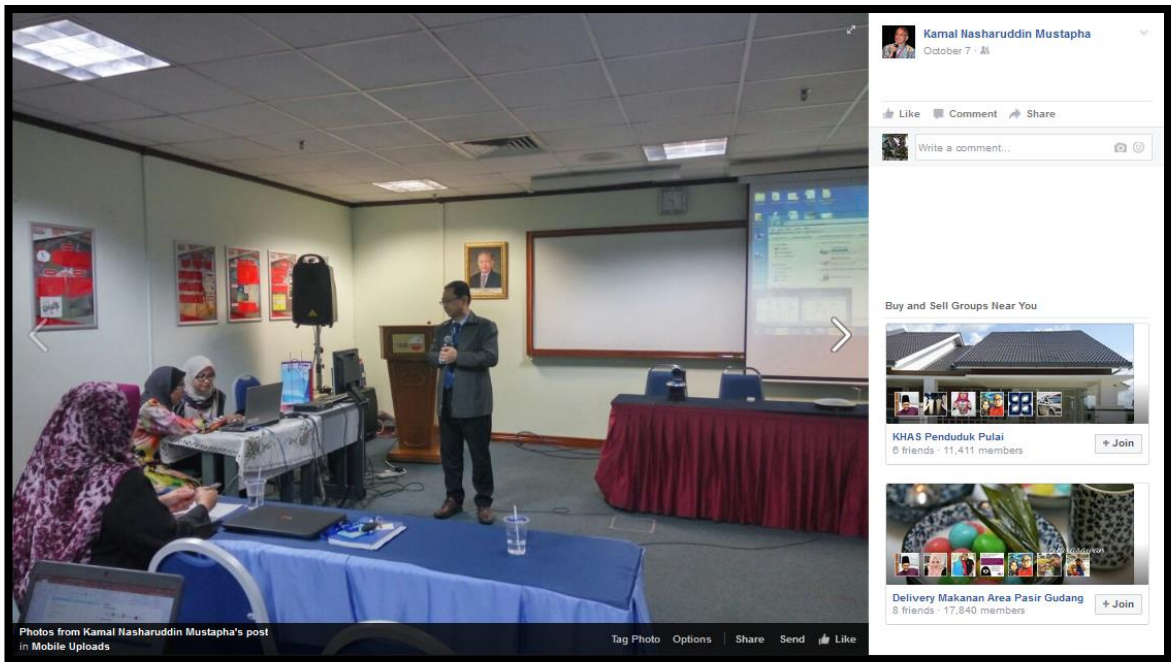 Kamal Nasharuddin Mustapha
October 7
Like Comment Share
Write a comment...
Buy and Sell Groups Near You
KHAS Penduduk Pulai
6 friends · 11,411 members
+ Join
Delivery Makanan Area Pasir Gudang
8 friends · 17,840 members
+ Join
Photos from Kamal Nasharuddin Mustapha's post
in Mobile Uploads
Tag Photo Options Share Send Like